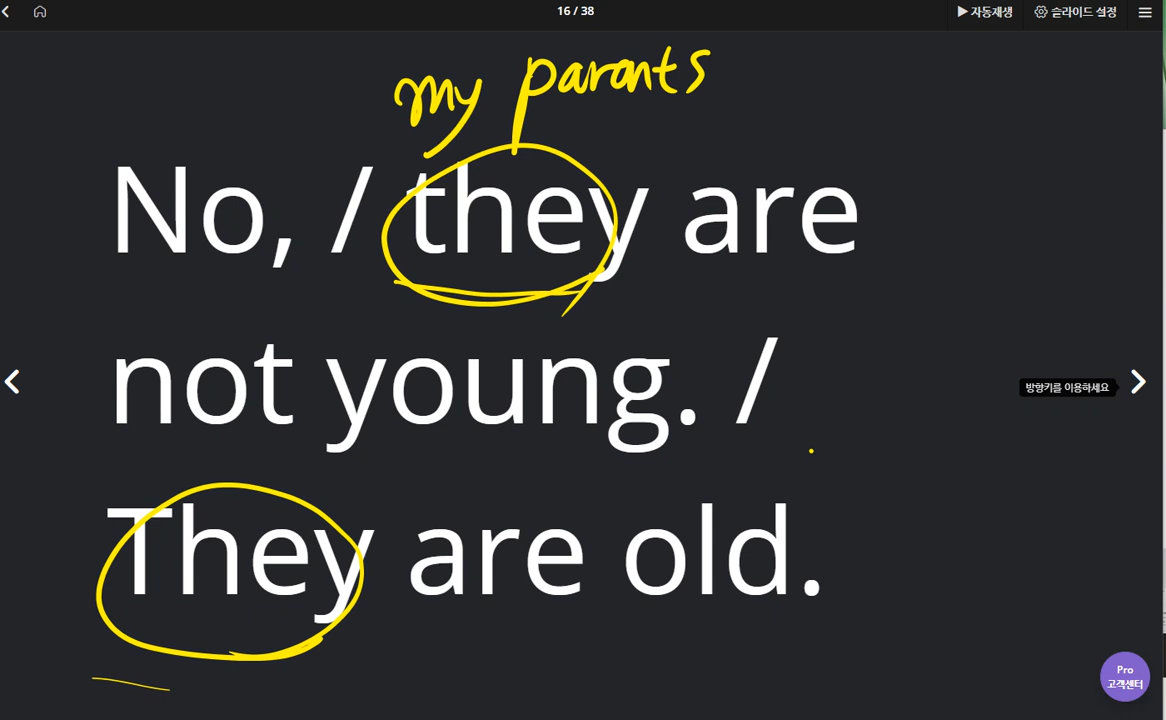 16 / 38
자동재생
슬라이드 설정
my parants
No, / they are
not young. /
방향키를 이용하세요
They are old.
Pro
고객센터